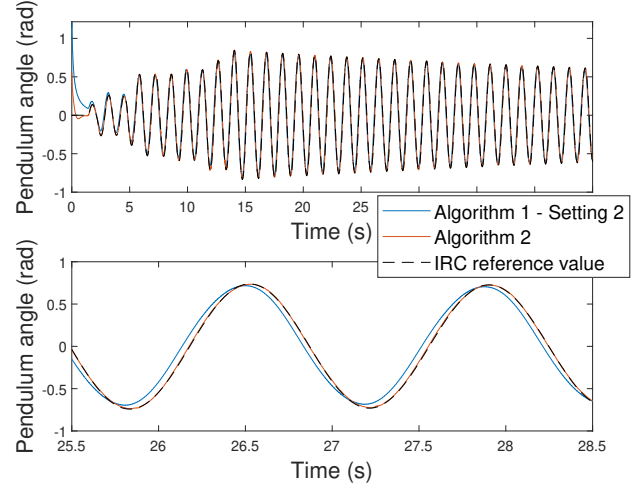 Pendulum angle (rad)
1
0.5
0
-0.5
-1
0 5 10 15 20 25
Time (s)
Algorithm 1 - Setting 2
Algorithm 2
IRC reference value
Pendulum angle (rad)
1
0.5
0
-0.5
-1
25.5 26 26.5 27 27.5 28 28.5
Time (s)